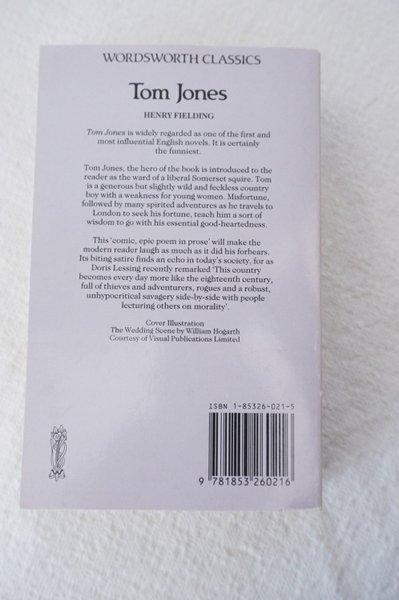 WORDSWORTH CLASSICS
Tom Jones
HENRY FIELDING
Tom Jones is widely regarded as one of the first and
most influential English novels. It is certainly
the funniest.
Tom Jones, the hero of the book is introduced to the
reader as the ward of a liberal Somerset squire. Tom
is a generous but slightly wild and feckless country
boy with a weakness for young women. Misfortune,
followed by many spirited adventures as he travels to
London to seek his fortune, teach him a sort of
wisdom to go with his essential good-heartedness.
This 'comic, epic poem in prose' will make the
modern reader laugh as much as it did his forbears.
Its biting satire finds an echo in today's society, for as
Doris Lessing recently remarked 'This country
becomes every day more like the eighteenth century,
full of thieves and adventurers, rogues and a robust,
unhypocritical savagery side-by-side with people
lecturing others on morality'.
Cover Illustration
The Wedding Scene by William Hogarth
Courtesy of Visual Publications Limited
ISBN 1-85326-021-5
9 781853 260216
W